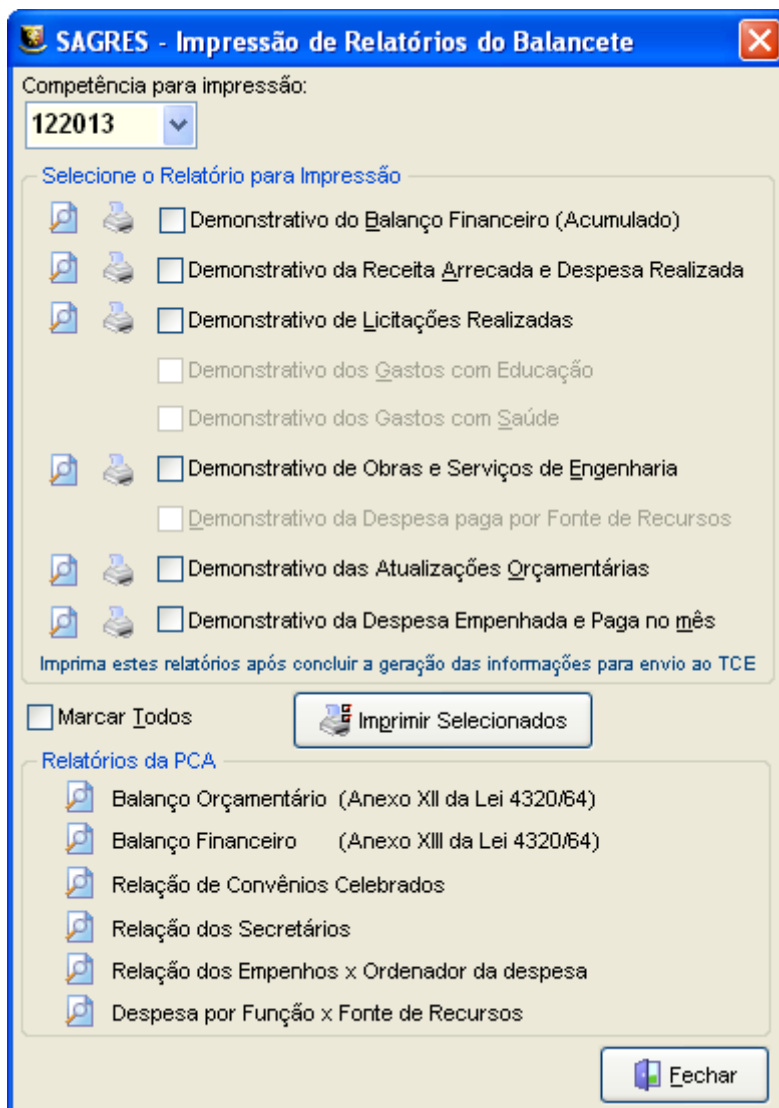 SAGRES - Impressão de Relatórios do Balancete
Competência para impressão:
122013
Selecione o Relatório para Impressão
Demonstrativo do Balanço Financeiro (Acumulado)
Demonstrativo da Receita Arrecada e Despesa Realizada
Demonstrativo de Licitações Realizadas
Demonstrativo dos Gastos com Educação
Demonstrativo dos Gastos com Saúde
Demonstrativo de Obras e Serviços de Engenharia
Demonstrativo da Despesa paga por Fonte de Recursos
Demonstrativo das Atualizações Orçamentárias
Demonstrativo da Despesa Empenhada e Paga no mês
Imprima estes relatórios após concluir a geração das informações para envio ao TCE
Marcar Todos
Imprimir Selecionados
Relatórios da PCA
Balanço Orçamentário (Anexo XII da Lei 4320/64)
Balanço Financeiro (Anexo XIII da Lei 4320/64)
Relação de Convênios Celebrados
Relação dos Secretários
Relação dos Empenhos x Ordenador da despesa
Despesa por Função x Fonte de Recursos
Fechar